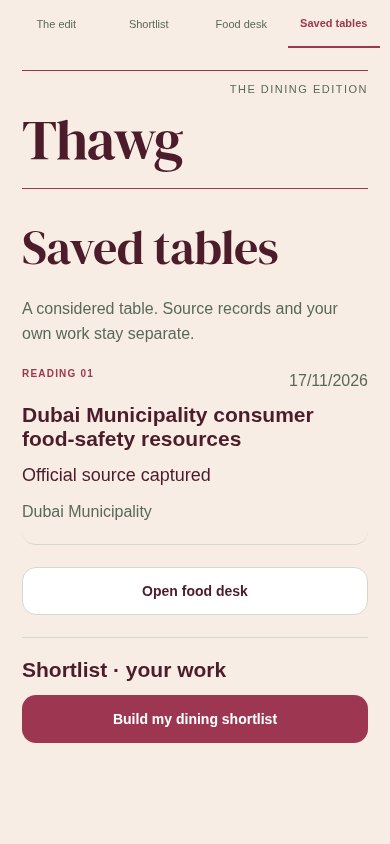 The edit
Shortlist
Food desk
Saved tables
THE DINING EDITION
Thawg
Saved tables
A considered table. Source records and your
own work stay separate.
READING 01
17/11/2026
Dubai Municipality consumer
food-safety resources
Official source captured
Dubai Municipality
Open food desk
Shortlist · your work
Build my dining shortlist